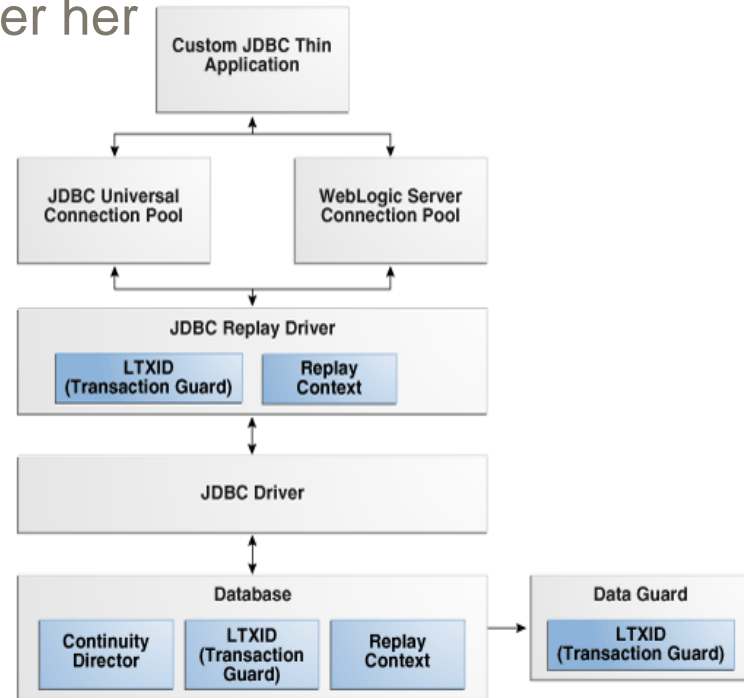 er her
Custom JDBC Thin
Application
JDBC Universal
Connection Pool
WebLogic Server
Connection Pool
JDBC Replay Driver
LTXID
(Transaction Guard)
Replay
Context
JDBC Driver
Database
Continuity
Director
LTXID
(Transaction
Guard)
Replay
Context
Data Guard
LTXID
(Transaction Guard)